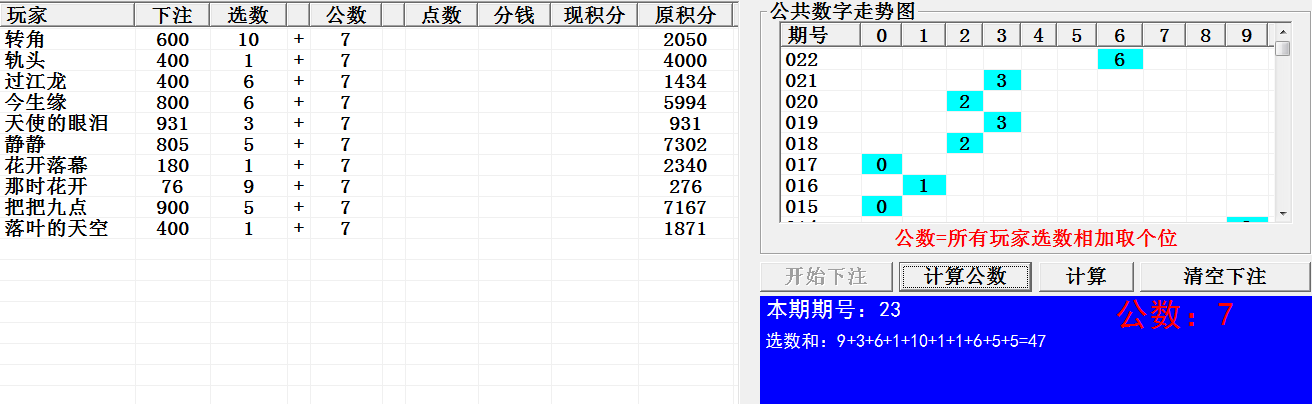 玩家 下注 选数 公数 点数 分钱 现积分 原积分
转角 600 10 + 7 2050
轨头 400 1 + 7 4000
过江龙 400 6 + 7 1434
今生缘 800 6 + 7 5994
天使的眼泪 931 3 + 7 931
静静 805 5 + 7 7302
花开落幕 180 1 + 7 2340
那时花开 76 9 + 7 276
把把九点 900 5 + 7 7167
落叶的天空 400 1 + 7 1871
公共数字走势图
期号 0 1 2 3 4 5 6 7 8 9
022 6
021 3
020 2
019 3
018 2
017 0
016 1
015 0
公数=所有玩家选数相加取个位
开始下注 计算公数 计算 清空下注
本期期号：23 公数：7
选数和：9+3+6+1+10+1+1+6+5+5=47